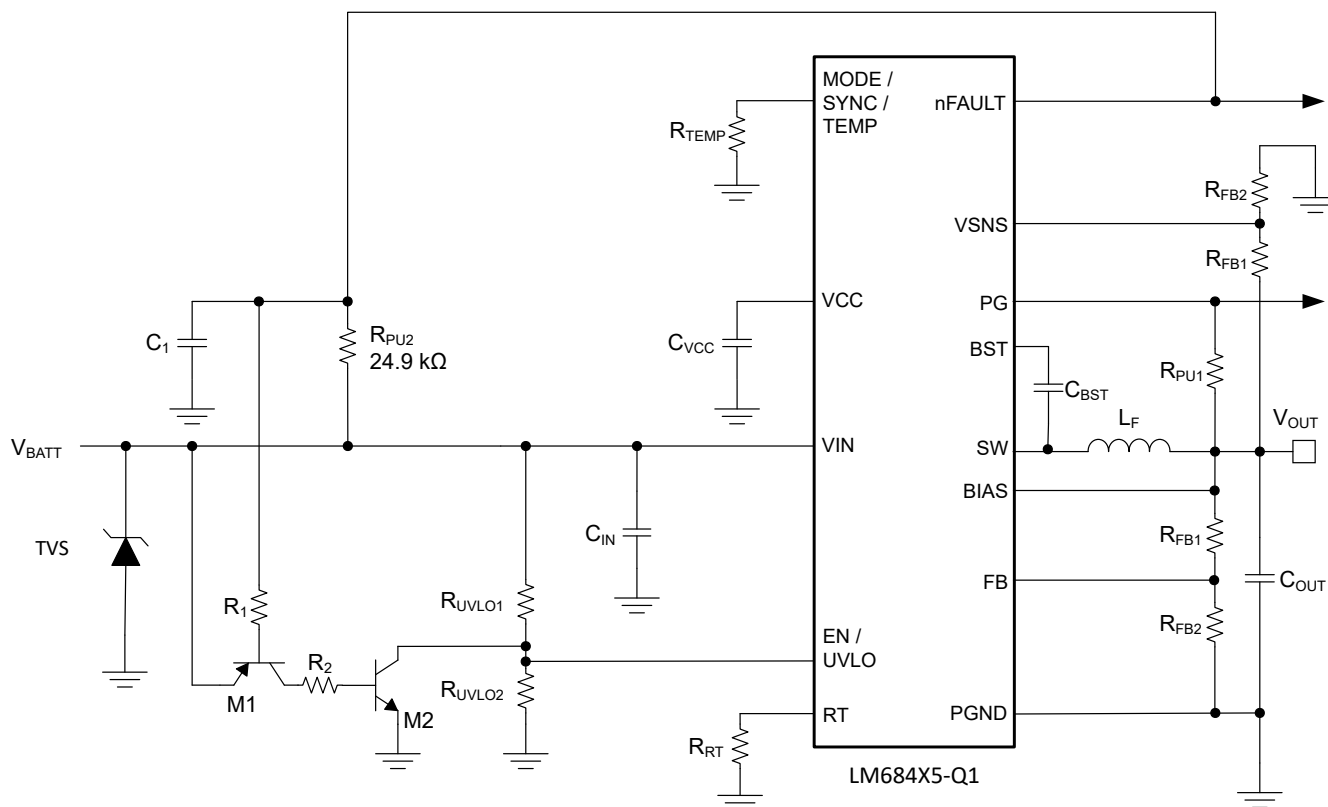 MODE /
SYNC /
TEMP
nFAULT
R_TEMP
R_FB2
VSNS
R_FB1
VCC
PG
C_1
R_PU2
24.9 kΩ
C_VCC
BST
R_PU1
C_BST
V_BATT
VIN
SW
L_F
V_OUT
BIAS
TVS
C_IN
R_FB1
FB
C_OUT
R_1
R_UVLO1
R_FB2
EN /
UVLO
R_2
R_UVLO2
M1
M2
RT
PGND
R_RT
LM684X5-Q1